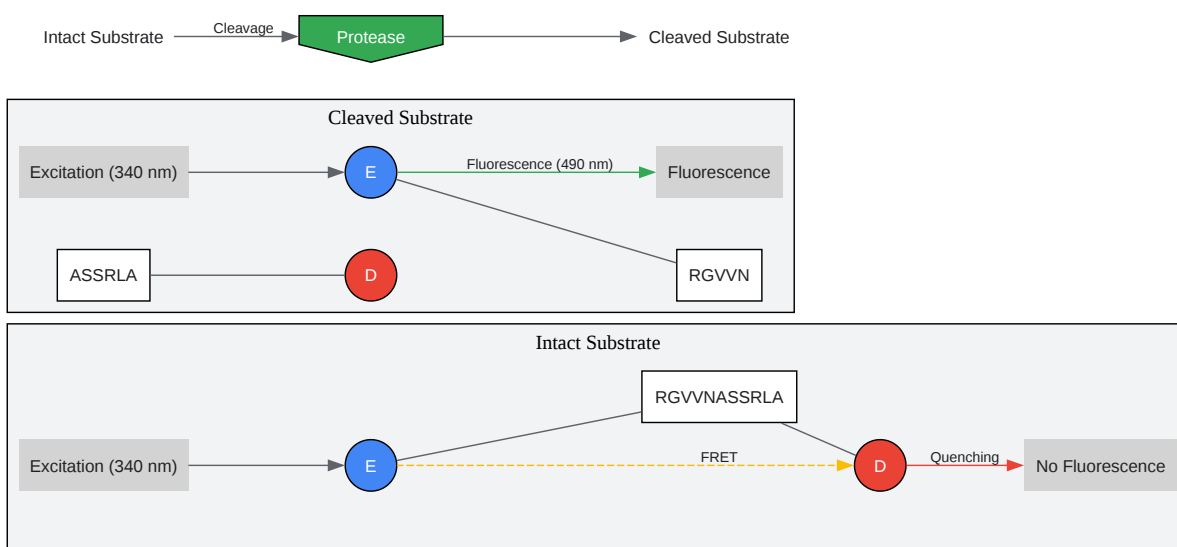 Intact Substrate
Cleavage
Protease
Cleaved Substrate
Cleaved Substrate
Excitation (340 nm)
E
Fluorescence (490 nm)
Fluorescence
ASSRLA
D
RGVVN
Intact Substrate
RGVVNASSRLA
Excitation (340 nm)
E
FRET
D
Quenching
No Fluorescence